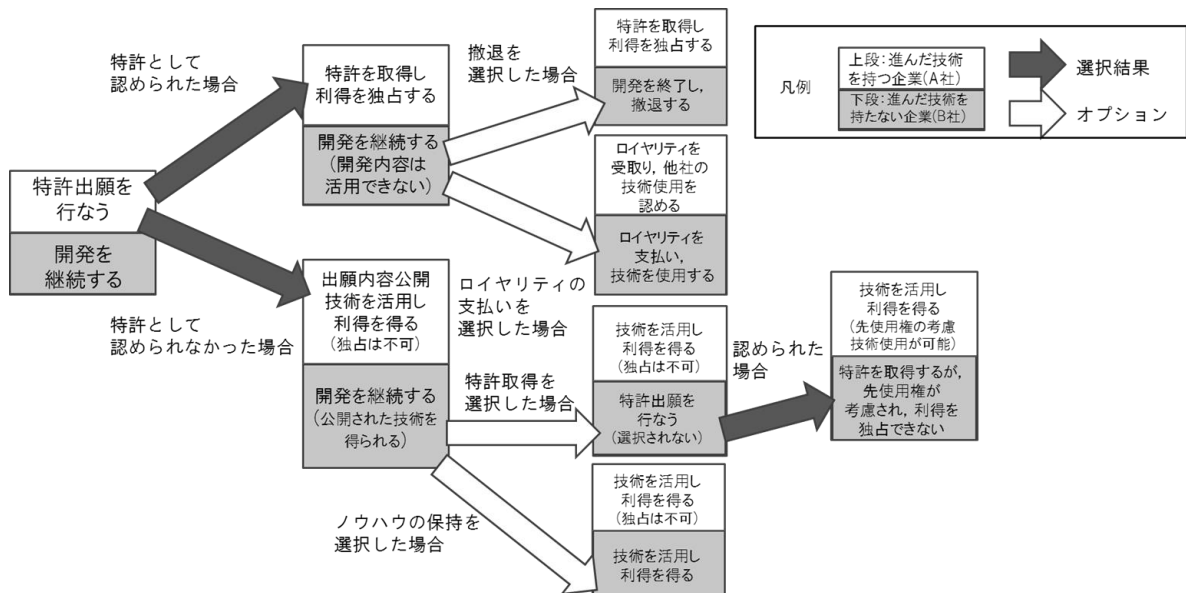 特許出願を
行なう
開発を
継続する
特許として
認められた場合
特許として
認められなかった場合
特許を取得し
利得を独占する
開発を継続する
(開発内容は
活用できない)
出願内容公開
技術を活用し
利得を得る
(独占は不可)
開発を継続する
(公開された技術を
得られる)
撤退を
選択した場合
ロイヤリティの
支払いを
選択した場合
特許取得を
選択した場合
ノウハウの保持を
選択した場合
特許を取得し
利得を独占する
開発を終了し,
撤退する
ロイヤリティを
受取り, 他社の
技術使用を
認める
ロイヤリティを
支払い,
技術を使用する
技術を活用し
利得を得る
(独占は不可)
特許出願を
行なう
(選択されない)
技術を活用し
利得を得る
(独占は不可)
技術を活用し
利得を得る
認められた
場合
技術を活用し
利得を得る
(先使用権の考慮
技術使用が可能)
特許を取得するが,
先使用権が
考慮され, 利得を
独占できない
凡例
上段:進んだ技術
を持つ企業(A社)
下段:進んだ技術を
持たない企業(B社)
選択結果
オプション